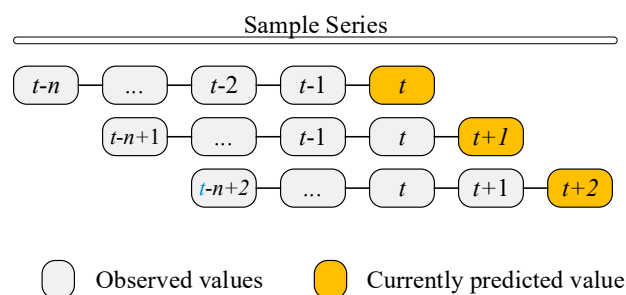 Sample Series
t-n ... t-2 t-1 t
t-n+1 ... t-1 t t+1
t-n+2 ... t t+1 t+2
Observed values Currently predicted value